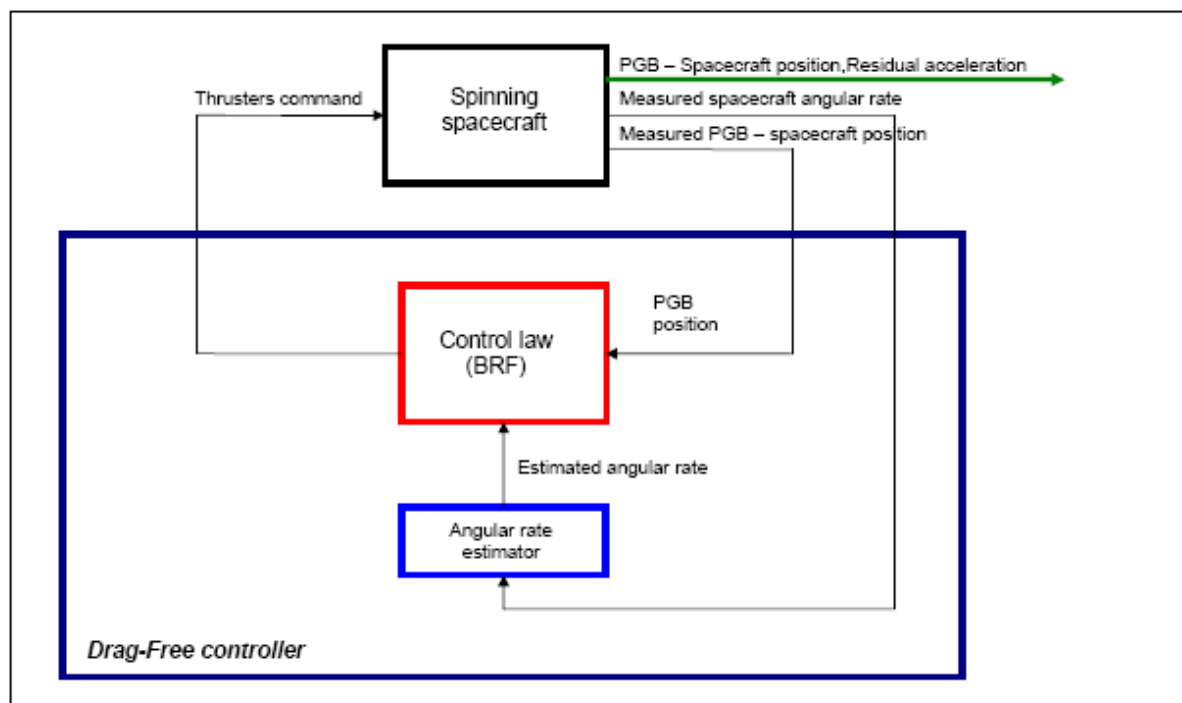 PGB – Spacecraft position,Residual acceleration
Thrusters command
Spinning
spacecraft
Measured spacecraft angular rate
Measured PGB – spacecraft position
Control law
(BRF)
PGB
position
Estimated angular rate
Angular rate
estimator
Drag-Free controller